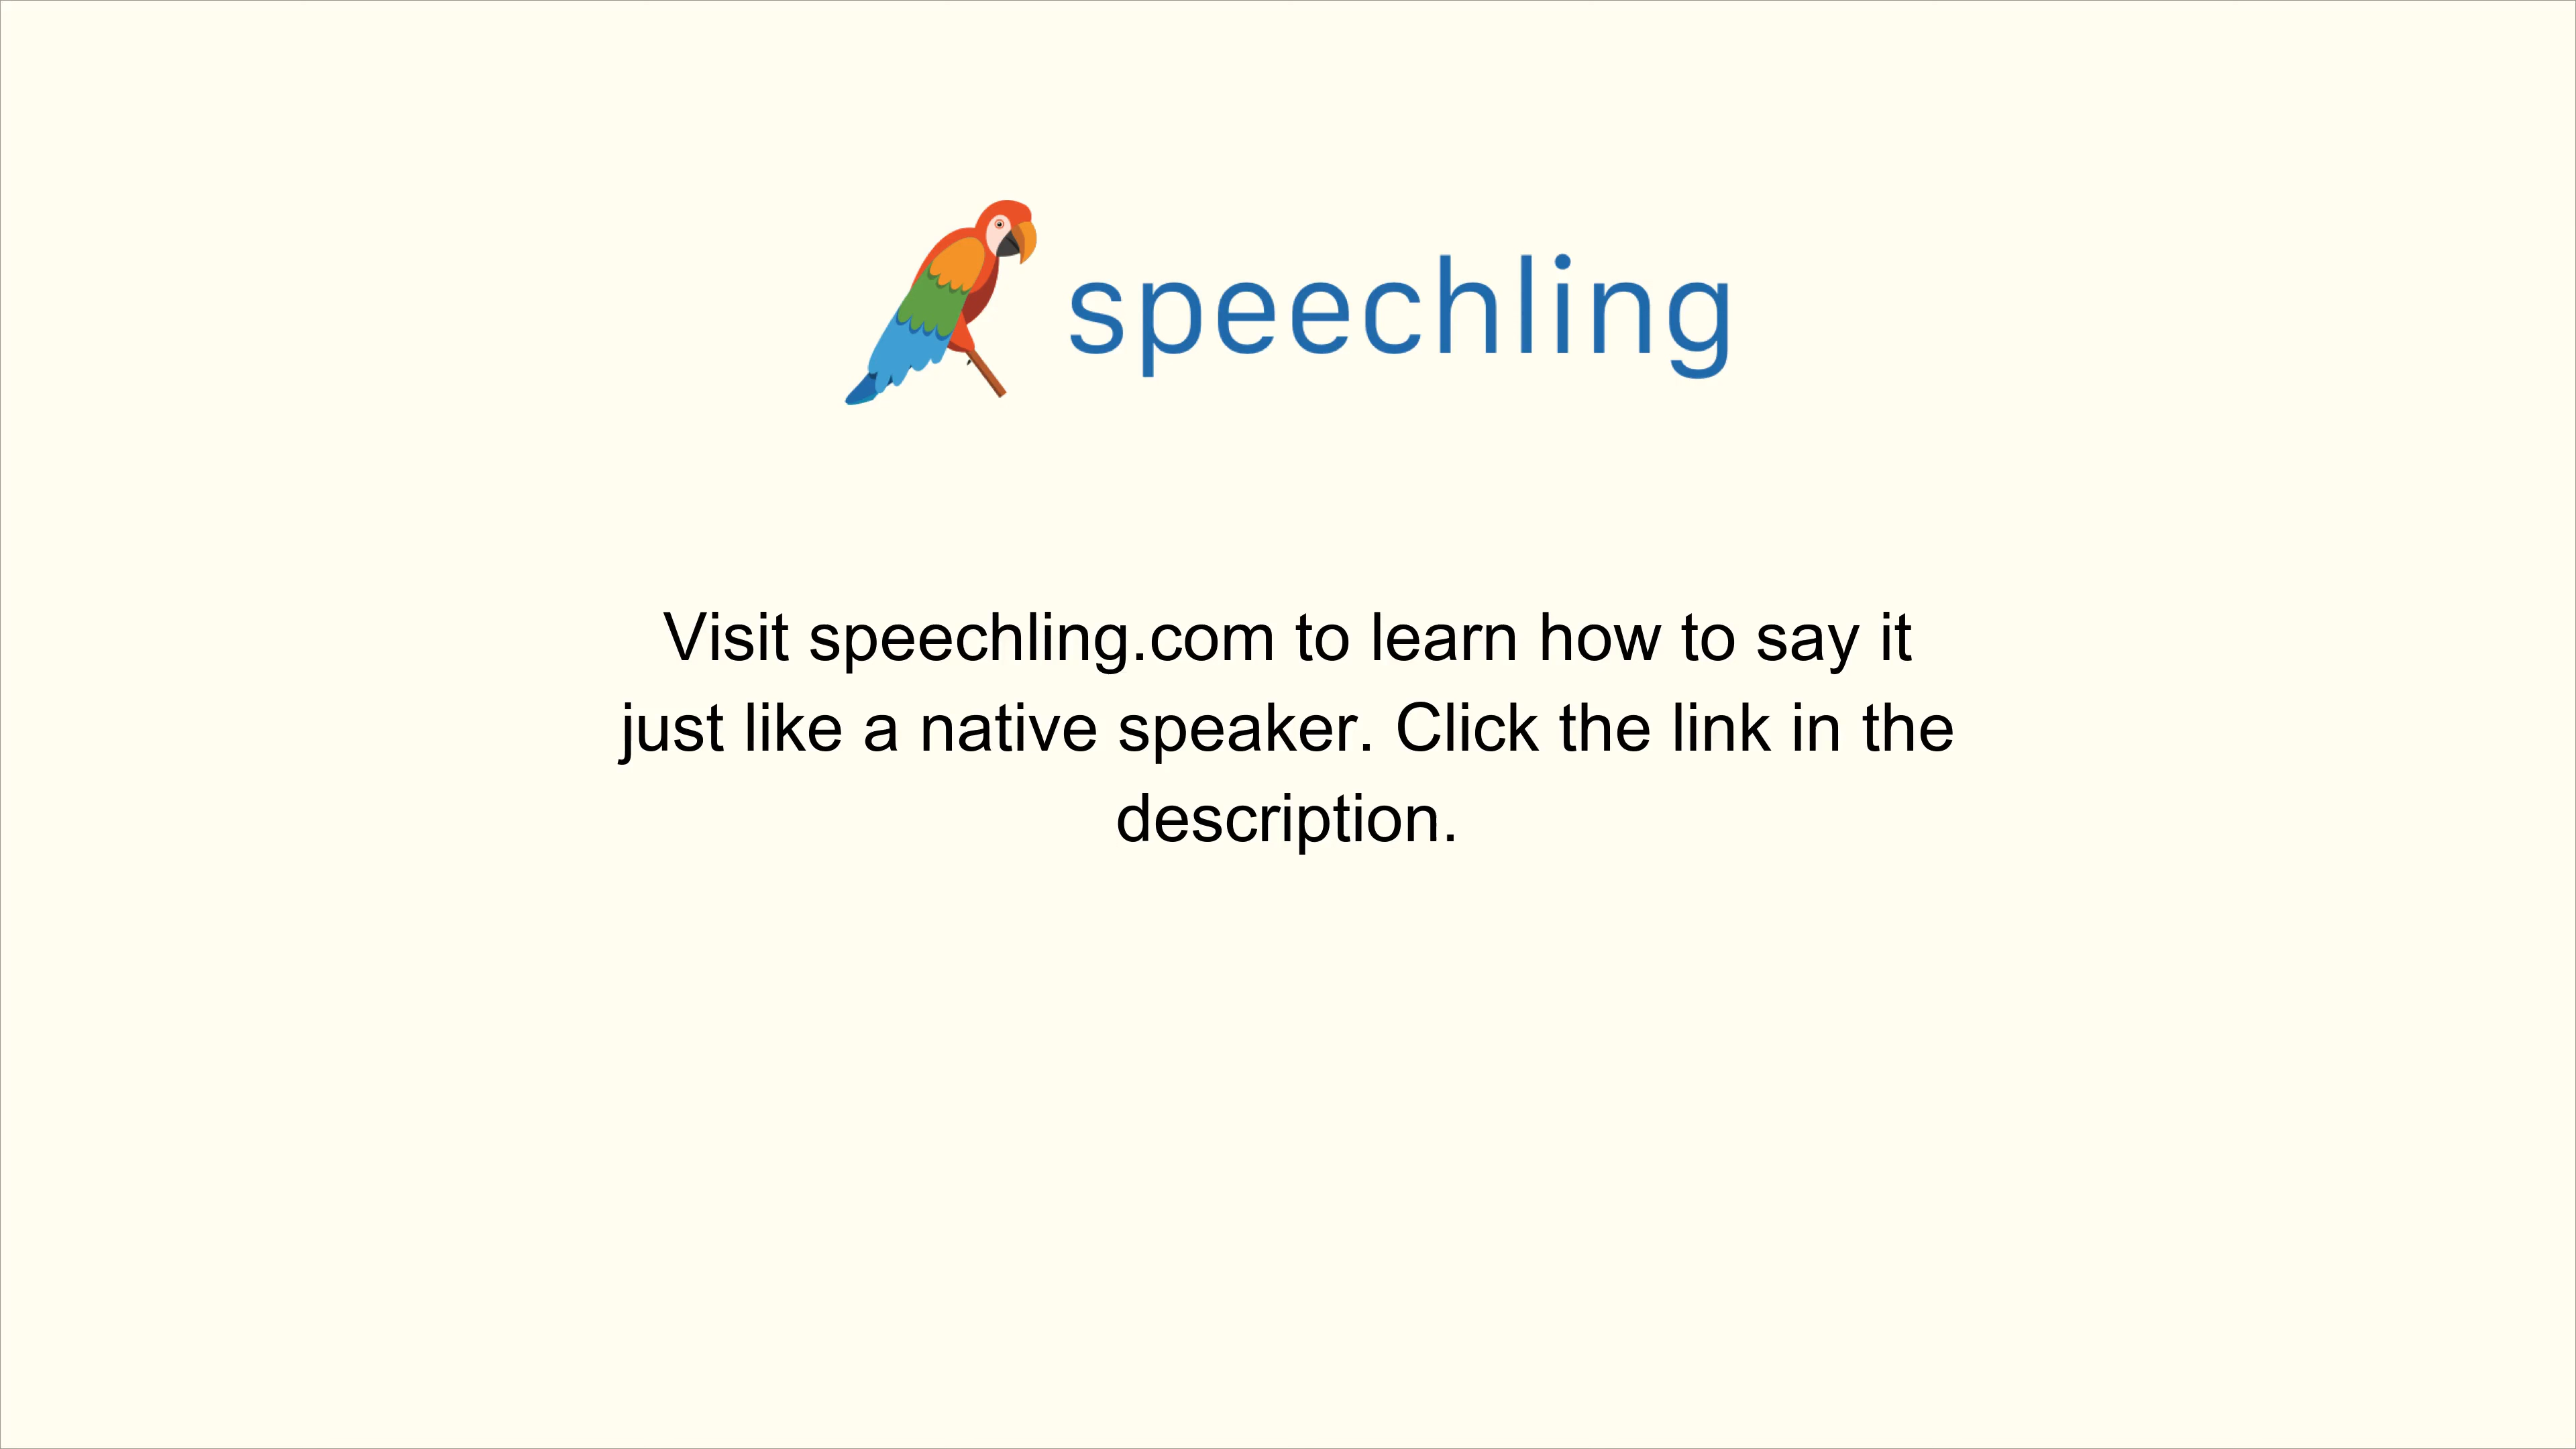 speechling
Visit speechling.com to learn how to say it
just like a native speaker. Click the link in the
description.